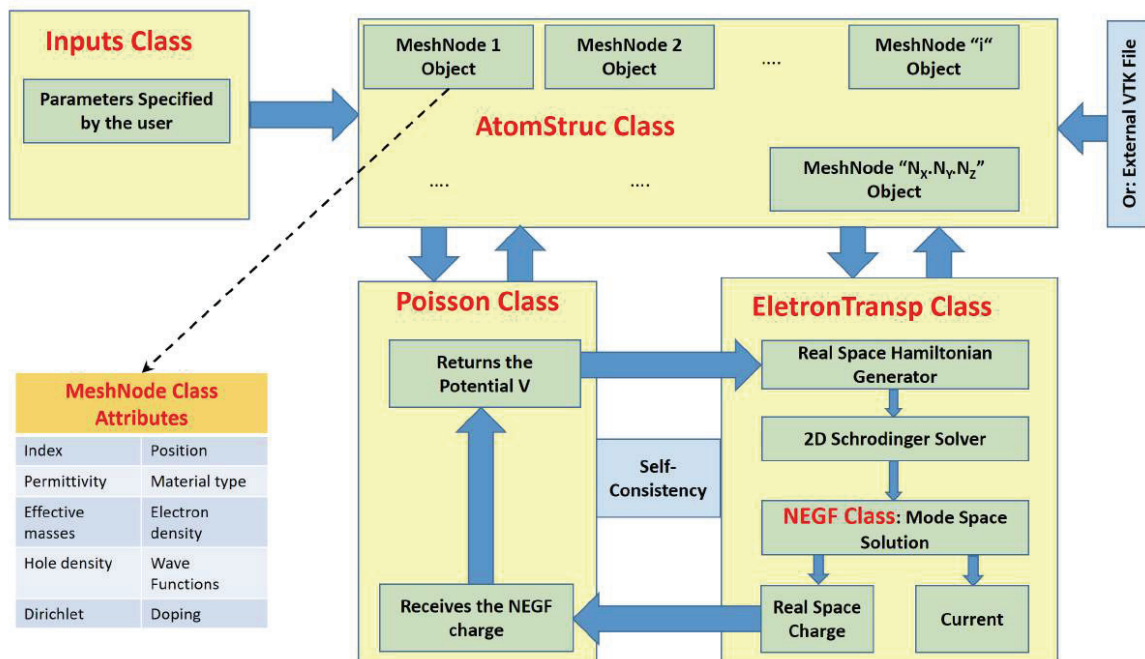 Inputs Class
Parameters Specified
by the user
MeshNode 1
Object
MeshNode 2
Object
....
MeshNode “i“
Object
AtomStruc Class
....
....
MeshNode “NX.NY.NZ”
Object
Or: External VTK File
Poisson Class
Returns the
Potential V
Receives the NEGF
charge
Self-
Consistency
EletronTransp Class
Real Space Hamiltonian
Generator
2D Schrodinger Solver
NEGF Class: Mode Space
Solution
Real Space
Charge
Current
MeshNode Class
Attributes
Index
Position
Permittivity
Material type
Effective
masses
Electron
density
Hole density
Wave
Functions
Dirichlet
Doping